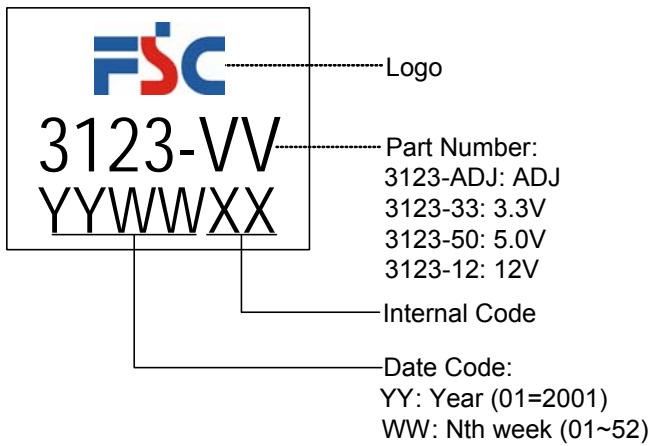 FSC
Logo
3123-VV
YYWWXX
Part Number:
3123-ADJ: ADJ
3123-33: 3.3V
3123-50: 5.0V
3123-12: 12V
Internal Code
Date Code:
YY: Year (01=2001)
WW: Nth week (01~52)